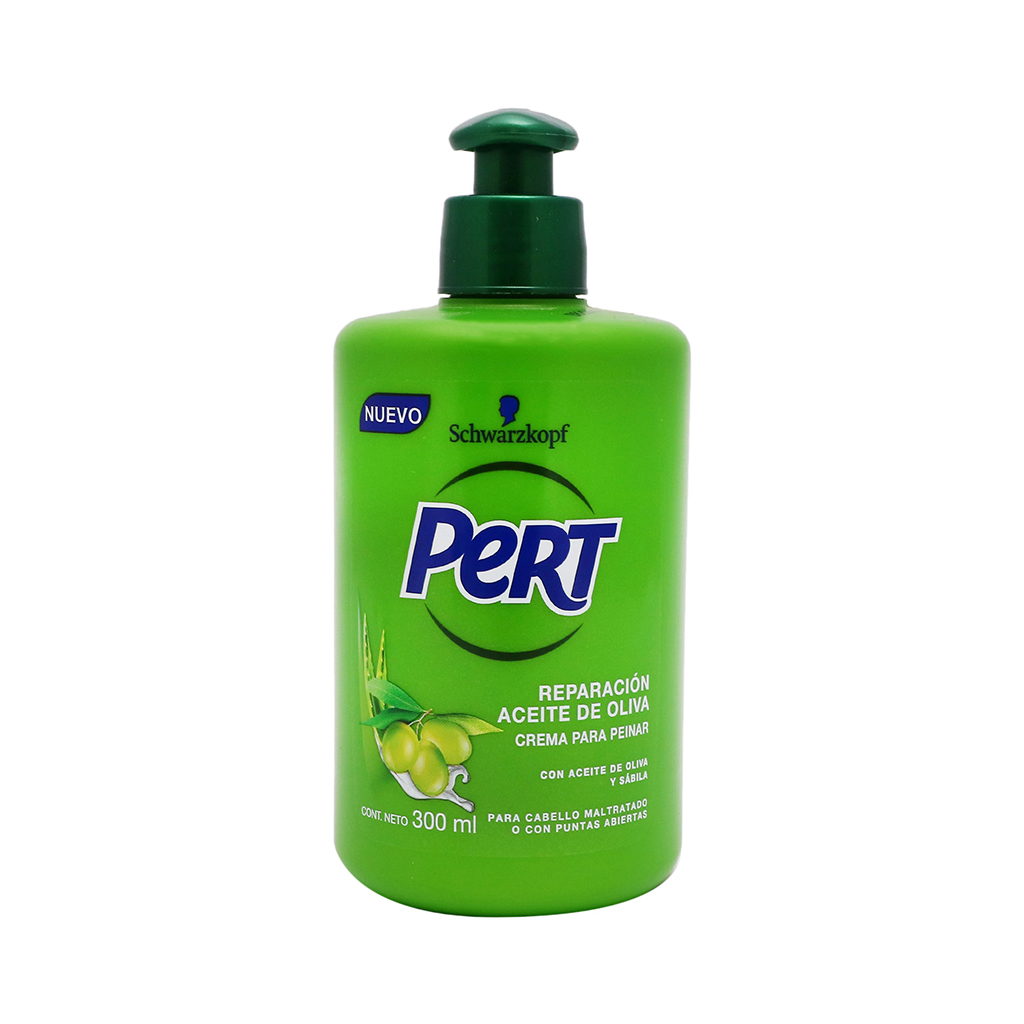 NUEVO
Schwarzkopf
PERT
REPARACIÓN
ACEITE DE OLIVA
CREMA PARA PEINAR
CON ACEITE DE OLIVA
Y SÁBILA
CONT. NETO 300 ml
PARA CABELLO MALTRATADO
O CON PUNTAS ABIERTAS